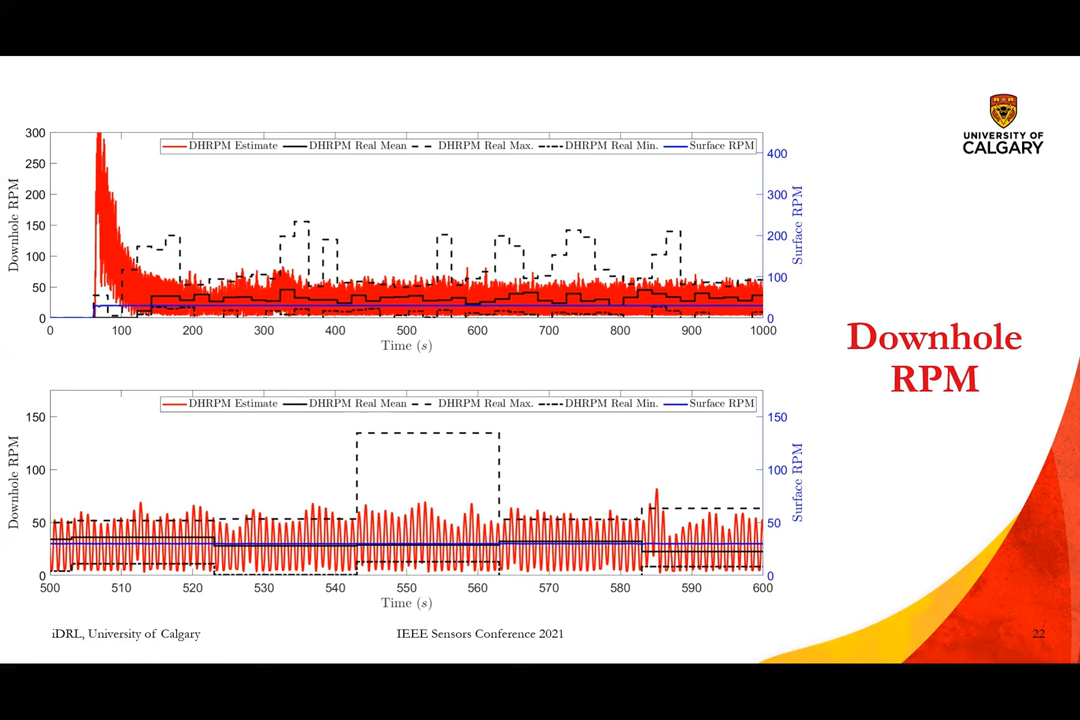 UNIVERSITY OF
CALGARY
DHRPM Estimate DHRPM Real Mean DHRPM Real Max. DHRPM Real Min. Surface RPM
Downhole RPM
300
250
200
150
100
50
0
400
300
200
100
0
Surface RPM
0 100 200 300 400 500 600 700 800 900 1000
Time (s)
Downhole
RPM
DHRPM Estimate DHRPM Real Mean DHRPM Real Max. DHRPM Real Min. Surface RPM
Downhole RPM
150
100
50
0
150
100
50
0
Surface RPM
500 510 520 530 540 550 560 570 580 590 600
Time (s)
iDRL, University of Calgary IEEE Sensors Conference 2021 22